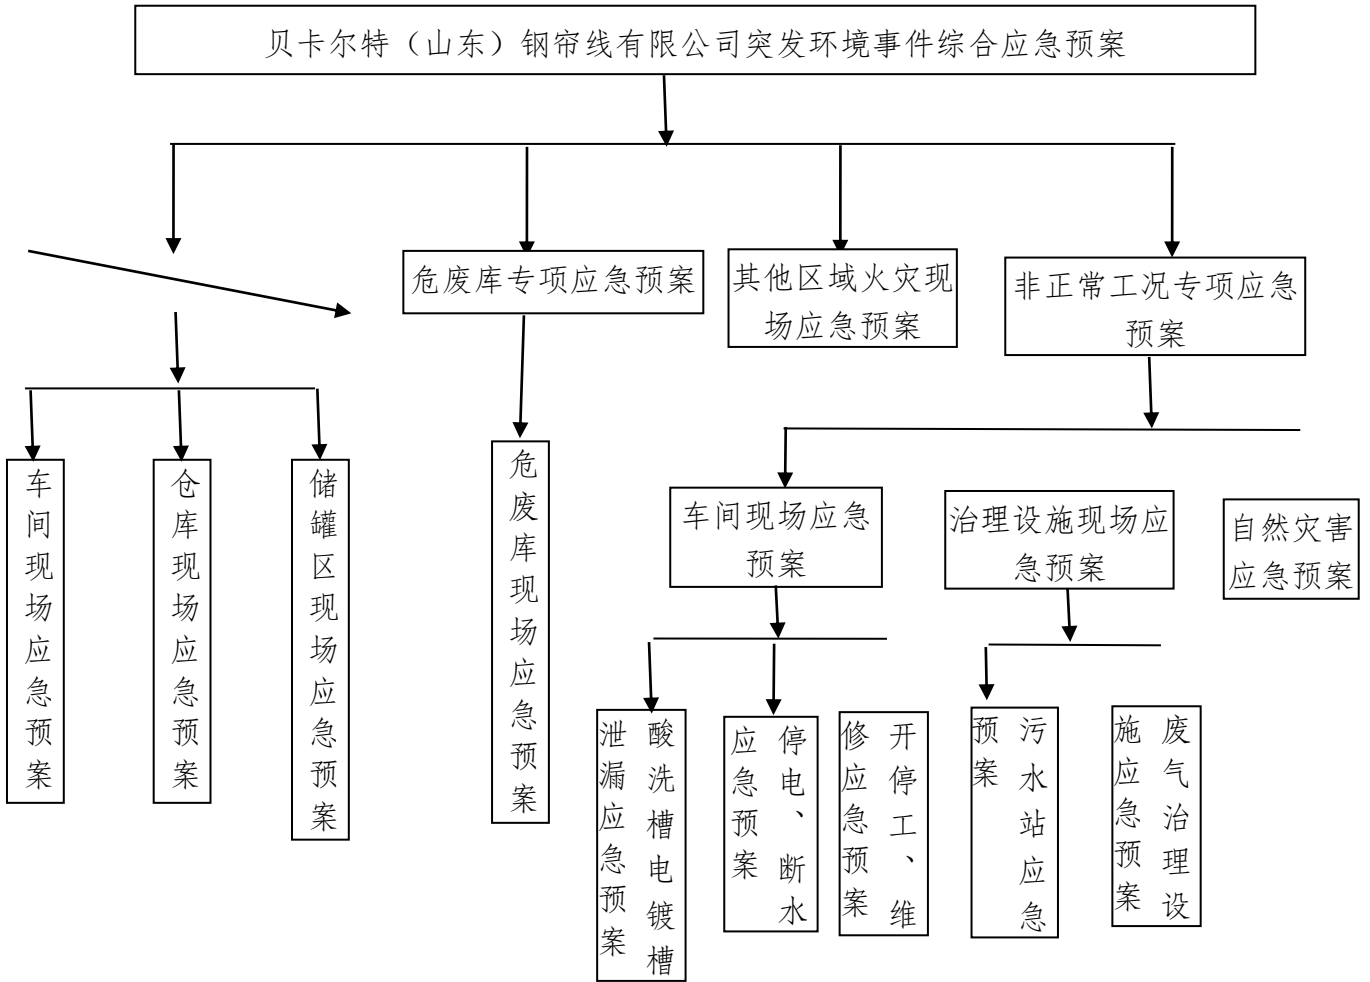 贝卡尔特（山东）钢帘线有限公司突发环境事件综合应急预案
危废库专项应急预案
其他区域火灾现
场应急预案
非正常工况专项应急
预案
车间现场应急预案
仓库现场应急预案
储罐区现场应急预案
危废库现场应急预案
车间现场应急
预案
治理设施现场应
急预案
自然灾害
应急预案
酸洗槽电镀槽
泄漏应急预案
停电、断水
应急预案
开停工、维
修应急预案
污水站应急
预案
废气治理设
施应急预案